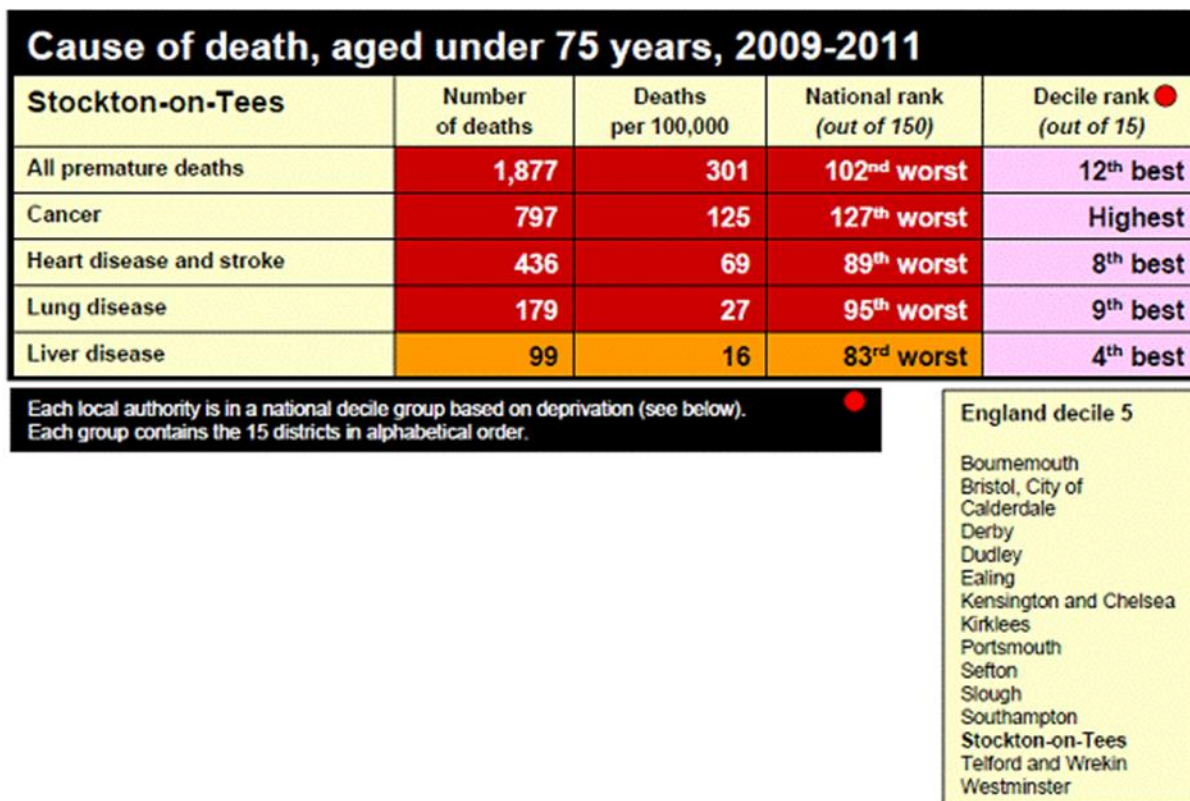 Cause of death, aged under 75 years, 2009-2011
Stockton-on-Tees
Number
of deaths
Deaths
per 100,000
National rank
(out of 150)
Decile rank
(out of 15)
All premature deaths 1,877 301 102nd worst 12th best
Cancer 797 125 127th worst Highest
Heart disease and stroke 436 69 89th worst 8th best
Lung disease 179 27 95th worst 9th best
Liver disease 99 16 83rd worst 4th best
Each local authority is in a national decile group based on deprivation (see below).
Each group contains the 15 districts in alphabetical order.
England decile 5
Bournemouth
Bristol, City of
Calderdale
Derby
Dudley
Ealing
Kensington and Chelsea
Kirklees
Portsmouth
Sefton
Slough
Southampton
Stockton-on-Tees
Telford and Wrekin
Westminster